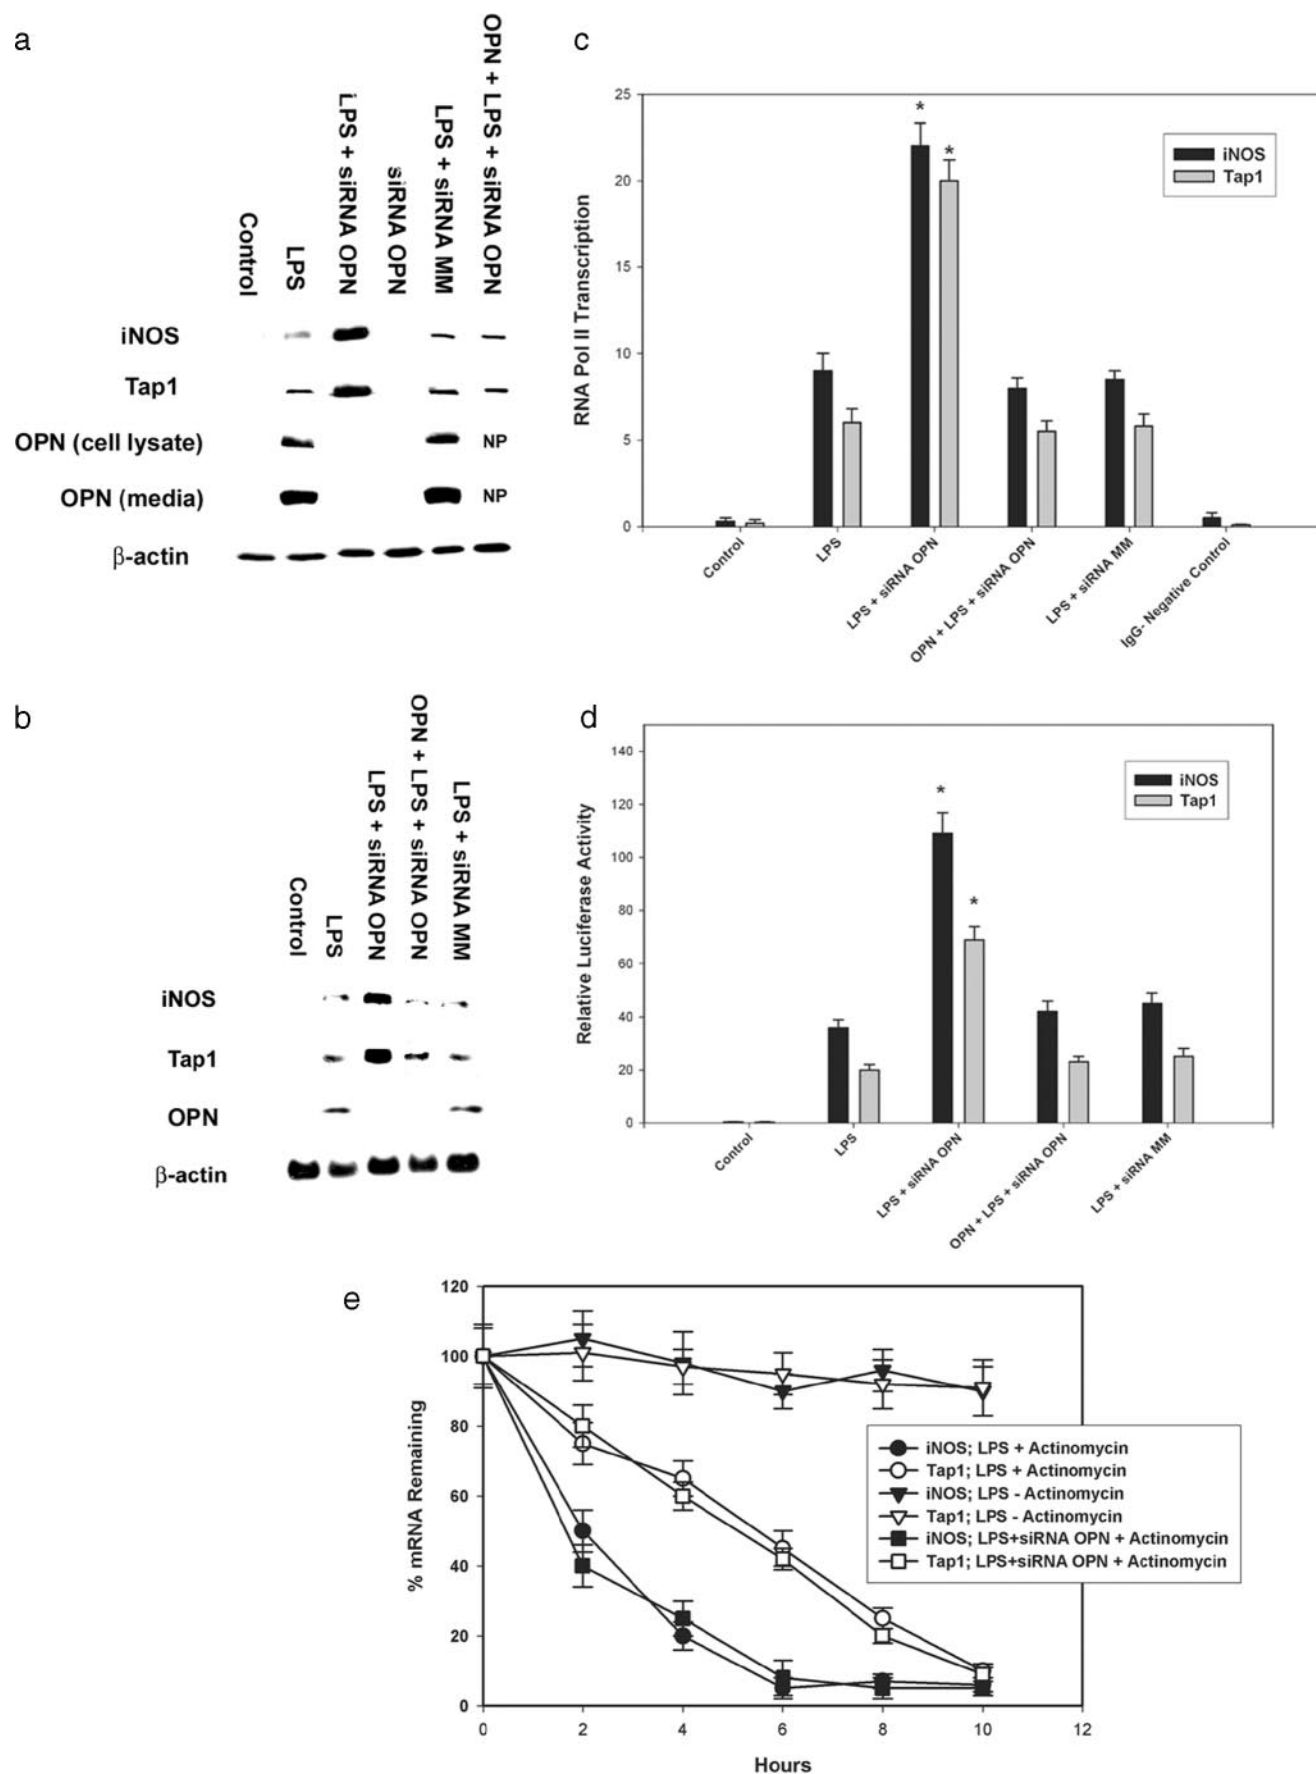 a
Control
LPS
LPS + siRNA OPN
siRNA OPN
LPS + siRNA MM
OPN + LPS + siRNA OPN
iNOS
Tap1
OPN (cell lysate)
NP
OPN (media)
NP
β-actin
c
RNA Pol II Transcription
25
20
15
10
5
0
iNOS
Tap1
*
*
Control
LPS
LPS + siRNA OPN
OPN + LPS + siRNA OPN
LPS + siRNA MM
IgG- Negative Control
b
Control
LPS
LPS + siRNA OPN
OPN + LPS + siRNA OPN
LPS + siRNA MM
iNOS
Tap1
OPN
β-actin
d
Relative Luciferase Activity
140
120
100
80
60
40
20
0
iNOS
Tap1
*
*
Control
LPS
LPS + siRNA OPN
OPN + LPS + siRNA OPN
LPS + siRNA MM
e
% mRNA Remaining
120
100
80
60
40
20
0
iNOS; LPS + Actinomycin
Tap1; LPS + Actinomycin
iNOS; LPS - Actinomycin
Tap1; LPS - Actinomycin
iNOS; LPS+siRNA OPN + Actinomycin
Tap1; LPS+siRNA OPN + Actinomycin
0 2 4 6 8 10 12
Hours